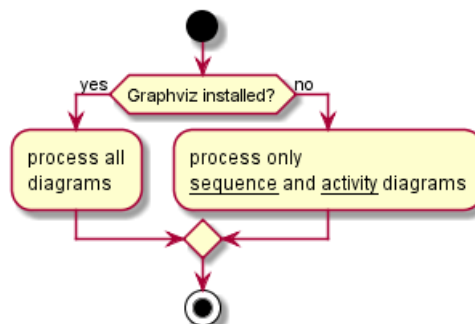 Graphviz installed?
yes
no
process all
diagrams
process only
sequence and activity diagrams